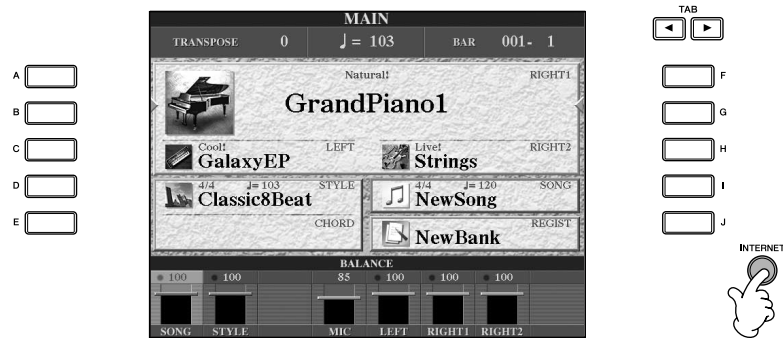 MAIN
TAB
TRANSPOSE 0 ♩= 103 BAR 001- 1
A
B
C
D
E
Natural! RIGHT1
GrandPiano1
Cool! LEFT
GalaxyEP
Live! RIGHT2
Strings
4/4 ♩= 103 STYLE
Classic8Beat
CHORD
4/4 ♩= 120 SONG
NewSong
REGIST
NewBank
F
G
H
I
J
INTERNET
BALANCE
100 100 85 100 100 100
SONG STYLE MIC LEFT RIGHT1 RIGHT2